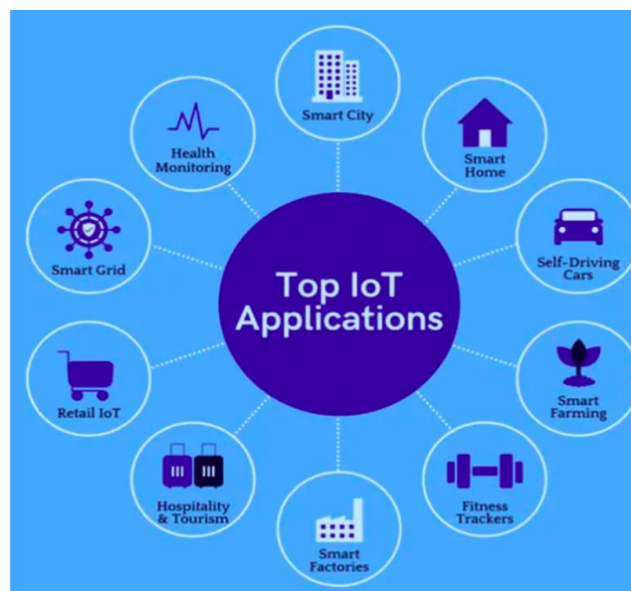 Top IoT
Applications
Smart City
Smart
Home
Self-Driving
Cars
Smart
Farming
Fitness
Trackers
Smart
Factories
Hospitality
& Tourism
Retail IoT
Smart Grid
Health
Monitoring